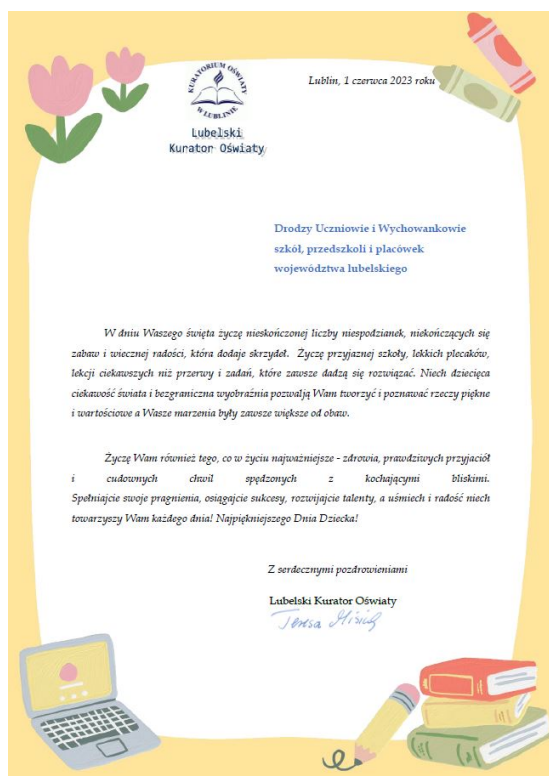 KURATORIUM OŚWIATY
W LUBLINIE
Lubelski
Kurator Oświaty
Lublin, 1 czerwca 2023 roku
Drodzy Uczniowie i Wychowankowie
szkół, przedszkoli i placówek
województwa lubelskiego
W dniu Waszego święta życzę nieskończonej liczby niespodzianek, niekończących się
zabaw i wiecznej radości, która dodaje skrzydeł. Życzę przyjaznej szkoły, lekkich plecaków,
lekcji ciekawszych niż przerwy i zadań, które zawsze dadzą się rozwiązać. Niech dziecięca
ciekawość świata i bezgraniczna wyobraźnia pozwalją Wam tworzyć i poznawać rzeczy piękne
i wartościowe a Wasze marzenia były zawsze większe od obaw.
Życzę Wam również tego, co w życiu najważniejsze - zdrowia, prawdziwych przyjaciół
i cudownych chwil spędzonych z kochającymi bliskimi.
Spełniajcie swoje pragnienia, osiągajcie sukcesy, rozwijajcie talenty, a uśmiech i radość niech
towarzyszy Wam każdego dnia! Najpiękniejszego Dnia Dziecka!
Z serdecznymi pozdrowieniami
Lubelski Kurator Oświaty
Teresa Misiuk